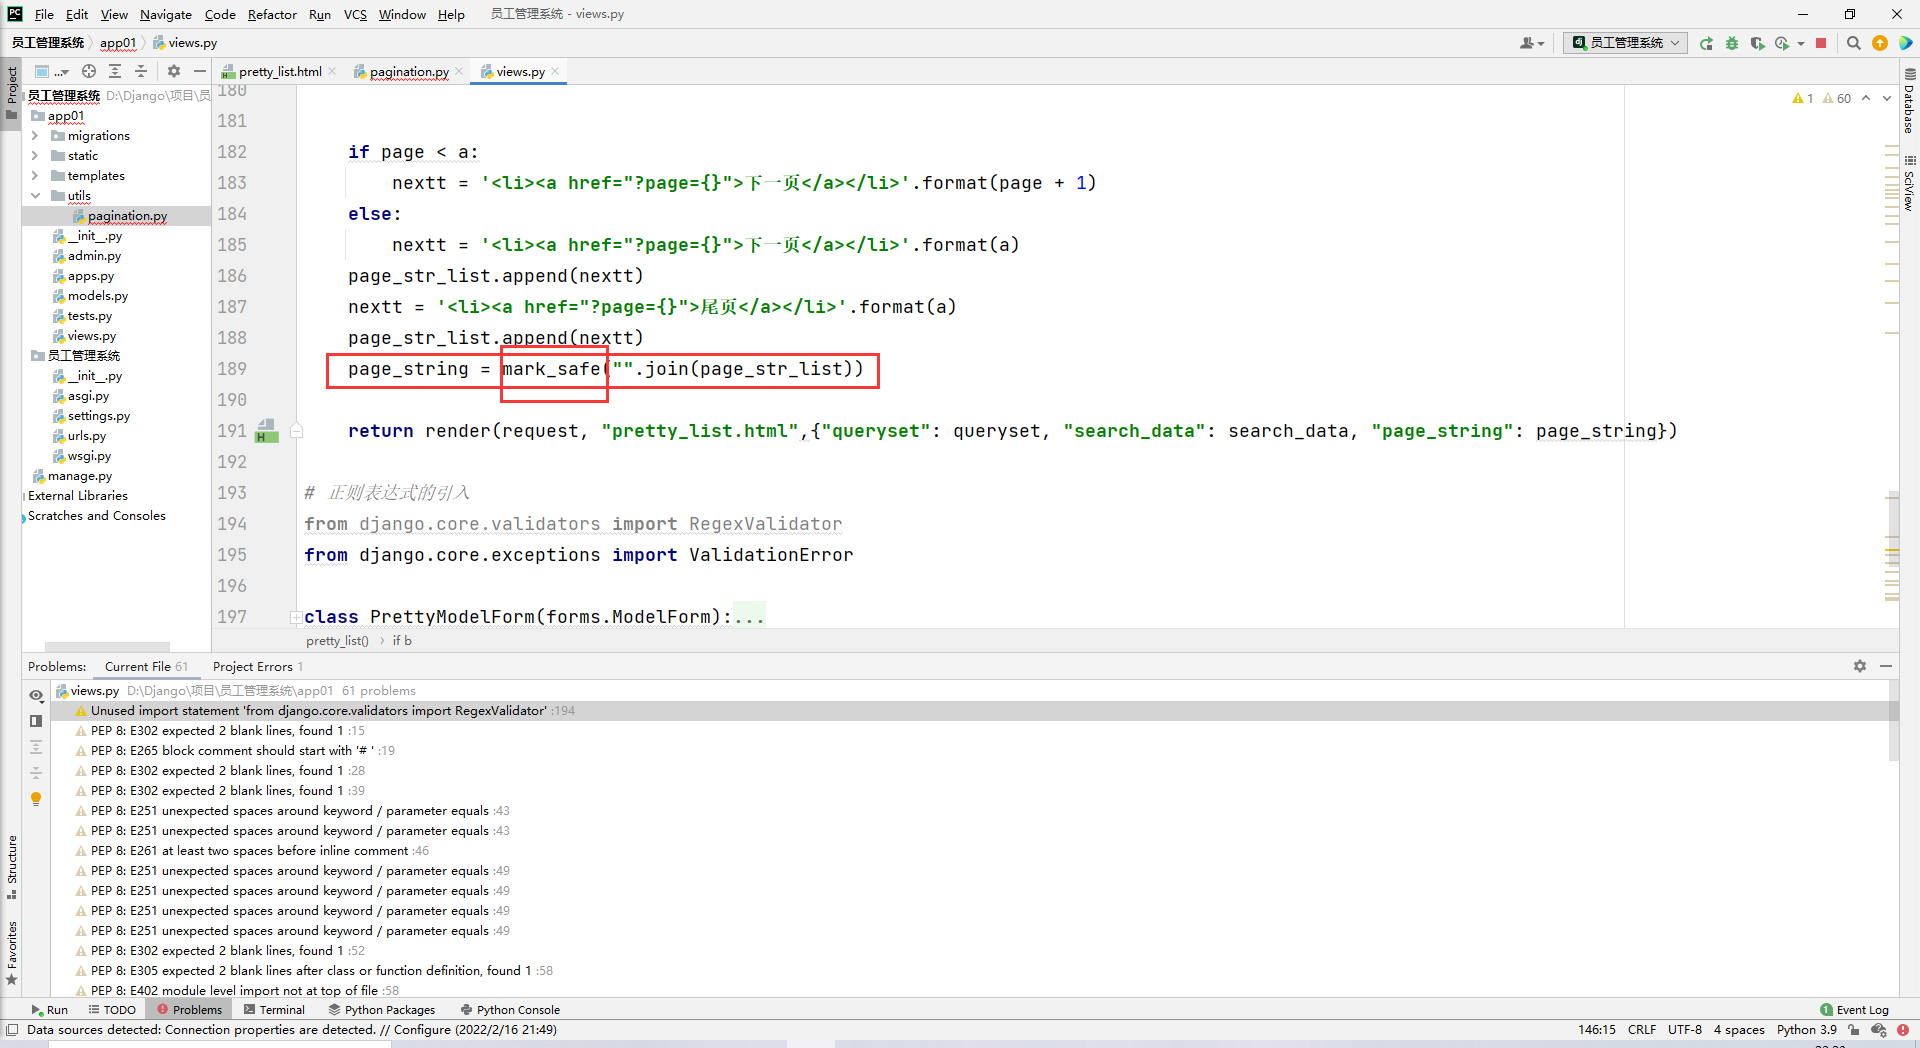 File Edit View Navigate Code Refactor Run VCS Window Help 员工管理系统 - views.py
员工管理系统 app01 views.py
员工管理系统
Project
... pretty_list.html pagination.py views.py
员工管理系统 D:\Django\项目\员
app01
migrations
static
templates
utils
pagination.py
__init__.py
admin.py
apps.py
models.py
tests.py
views.py
员工管理系统
__init__.py
asgi.py
settings.py
urls.py
wsgi.py
manage.py
External Libraries
Scratches and Consoles
180
181
182 if page < a:
183 nextt = '<li><a href="?page={}">下一页</a></li>'.format(page + 1)
184 else:
185 nextt = '<li><a href="?page={}">下一页</a></li>'.format(a)
186 page_str_list.append(nextt)
187 nextt = '<li><a href="?page={}">尾页</a></li>'.format(a)
188 page_str_list.append(nextt)
189 page_string = mark_safe("".join(page_str_list))
190
191 return render(request, "pretty_list.html",{"queryset": queryset, "search_data": search_data, "page_string": page_string})
192
193 # 正则表达式的引入
194 from django.core.validators import RegexValidator
195 from django.core.exceptions import ValidationError
196
197 class PrettyModelForm(forms.ModelForm):...
1 60
Database
SciView
pretty_list() › if b
Problems: Current File 61 Project Errors 1
views.py D:\Django\项目\员工管理系统\app01 61 problems
Unused import statement 'from django.core.validators import RegexValidator' :194
PEP 8: E302 expected 2 blank lines, found 1 :15
PEP 8: E265 block comment should start with '# ' :19
PEP 8: E302 expected 2 blank lines, found 1 :28
PEP 8: E302 expected 2 blank lines, found 1 :39
PEP 8: E251 unexpected spaces around keyword / parameter equals :43
PEP 8: E251 unexpected spaces around keyword / parameter equals :43
PEP 8: E261 at least two spaces before inline comment :46
PEP 8: E251 unexpected spaces around keyword / parameter equals :49
PEP 8: E251 unexpected spaces around keyword / parameter equals :49
PEP 8: E251 unexpected spaces around keyword / parameter equals :49
PEP 8: E251 unexpected spaces around keyword / parameter equals :49
PEP 8: E302 expected 2 blank lines, found 1 :52
PEP 8: E305 expected 2 blank lines after class or function definition, found 1 :58
PEP 8: E402 module level import not at top of file :58
Structure
Favorites
Run TODO Problems Terminal Python Packages Python Console 1 Event Log
Data sources detected: Connection properties are detected. // Configure (2022/2/16 21:49) 146:15 CRLF UTF-8 4 spaces Python 3.9